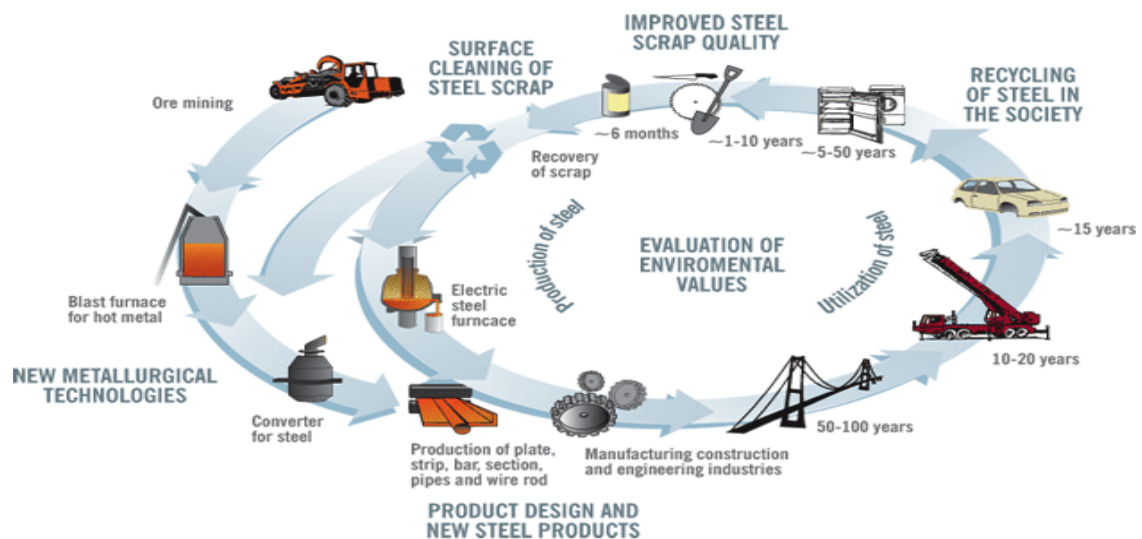 IMPROVED STEEL
SCRAP QUALITY
SURFACE
CLEANING OF
STEEL SCRAP
RECYCLING
OF STEEL IN
THE SOCIETY
Ore mining
~6 months
~1-10 years
~5-50 years
Recovery
of scrap
~15 years
Production of steel
EVALUATION OF
ENVIROMENTAL
VALUES
Utilization of steel
Blast furnace
for hot metal
Electric
steel
furncace
10-20 years
NEW METALLURGICAL
TECHNOLOGIES
Converter
for steel
50-100 years
Production of plate,
strip, bar, section,
pipes and wire rod
Manufacturing construction
and engineering industries
PRODUCT DESIGN AND
NEW STEEL PRODUCTS